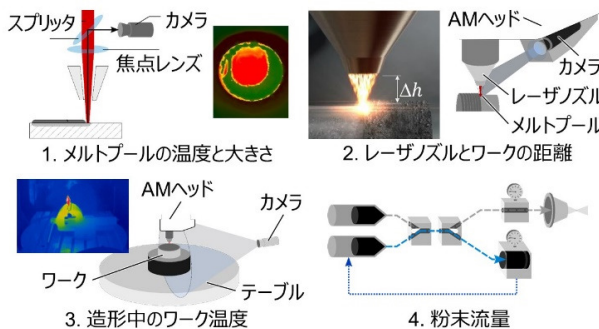 スプリッタ
カメラ
焦点レンズ
1. メルトプールの温度と大きさ
AMヘッド
Δh
カメラ
レーザノズル
メルトプール
2. レーザノズルとワークの距離
AMヘッド
カメラ
ワーク
テーブル
3. 造形中のワーク温度
4. 粉末流量